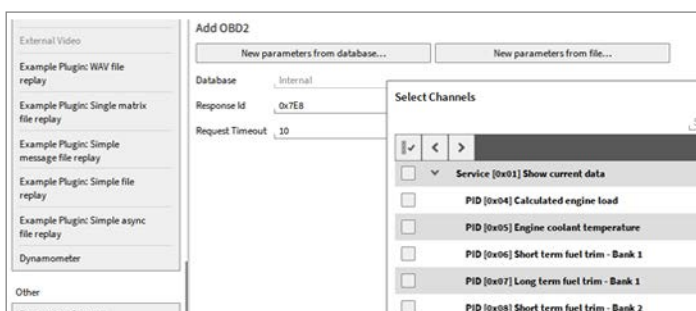 External Video
Example Plugin: WAV file
replay
Example Plugin: Single matrix
file replay
Example Plugin: Simple
message file replay
Example Plugin: Simple file
replay
Example Plugin: Simple async
file replay
Dynamometer
Other
Add OBD2
New parameters from database...
New parameters from file...
Database
Internal
Response Id
0x7E8
Request Timeout
10
Select Channels
Service [0x01] Show current data
PID [0x04] Calculated engine load
PID [0x05] Engine coolant temperature
PID [0x06] Short term fuel trim - Bank 1
PID [0x07] Long term fuel trim - Bank 1
PID [0x08] Short term fuel trim - Bank 2